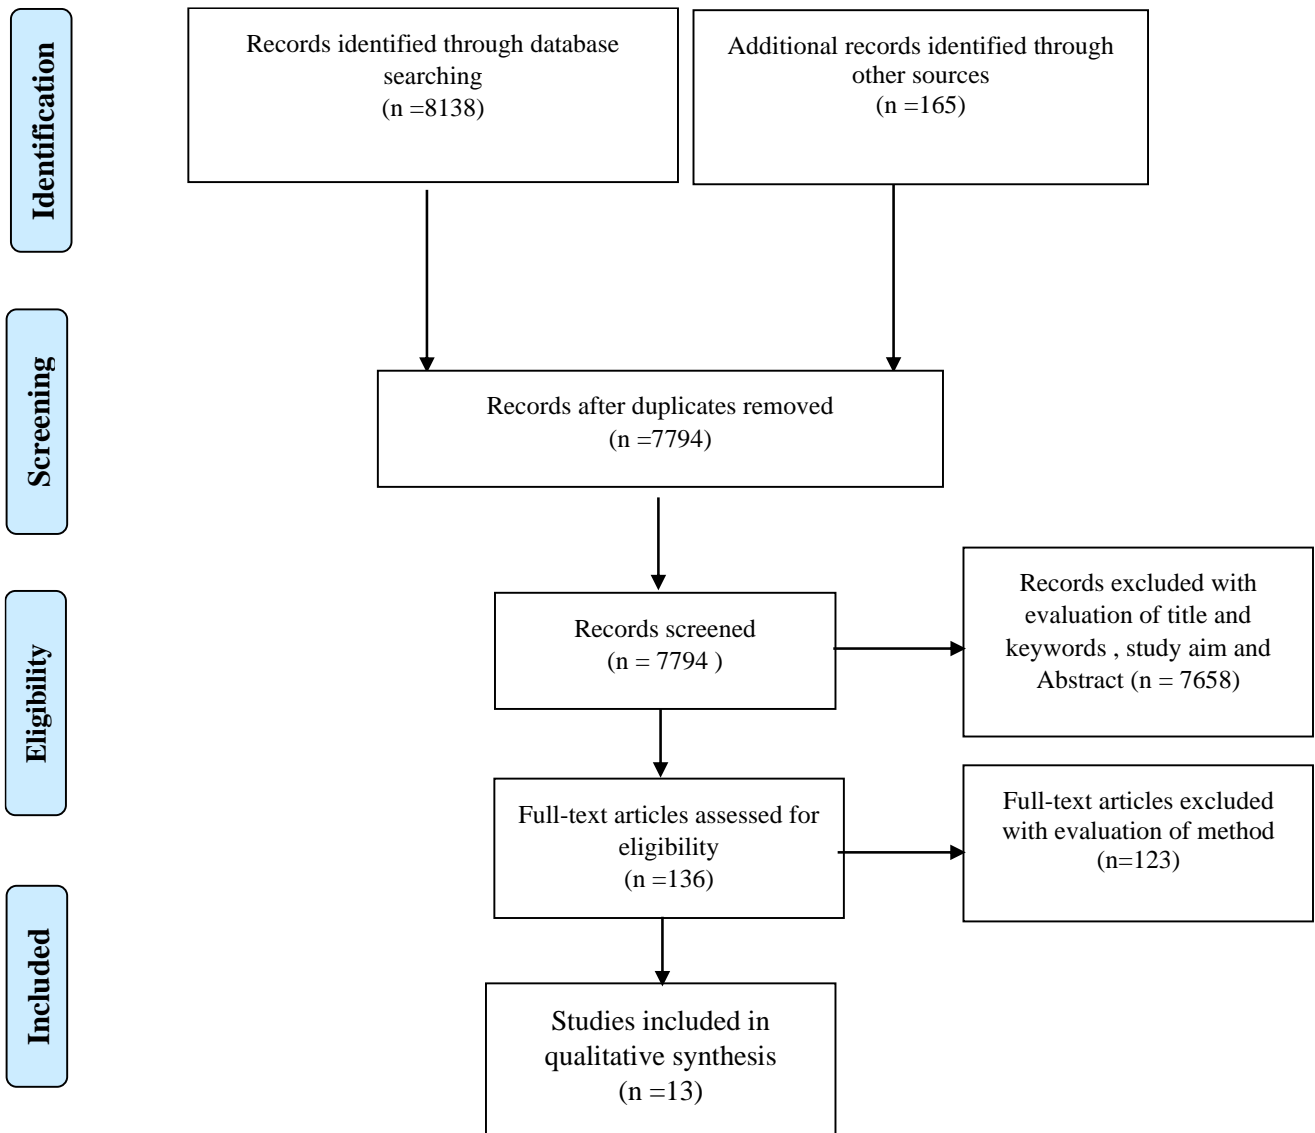 Identification
Records identified through database
searching
(n =8138)
Additional records identified through
other sources
(n =165)
Screening
Records after duplicates removed
(n =7794)
Eligibility
Records screened
(n = 7794 )
Records excluded with
evaluation of title and
keywords , study aim and
Abstract (n = 7658)
Full-text articles assessed for
eligibility
(n =136)
Full-text articles excluded
with evaluation of method
(n=123)
Included
Studies included in
qualitative synthesis
(n =13)